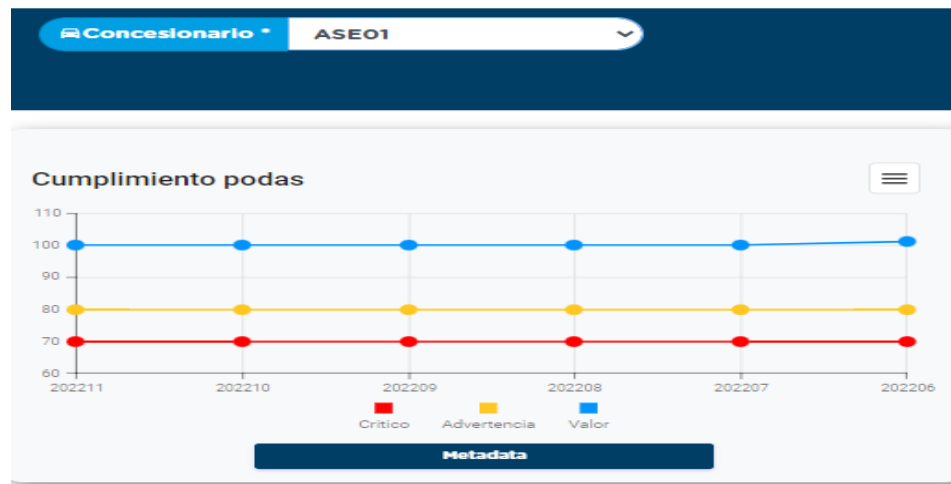 Concesionario * ASE01
Cumplimiento podas
110
100
90
80
70
60
202211 202210 202209 202208 202207 202206
Critico Advertencia Valor
Metadata